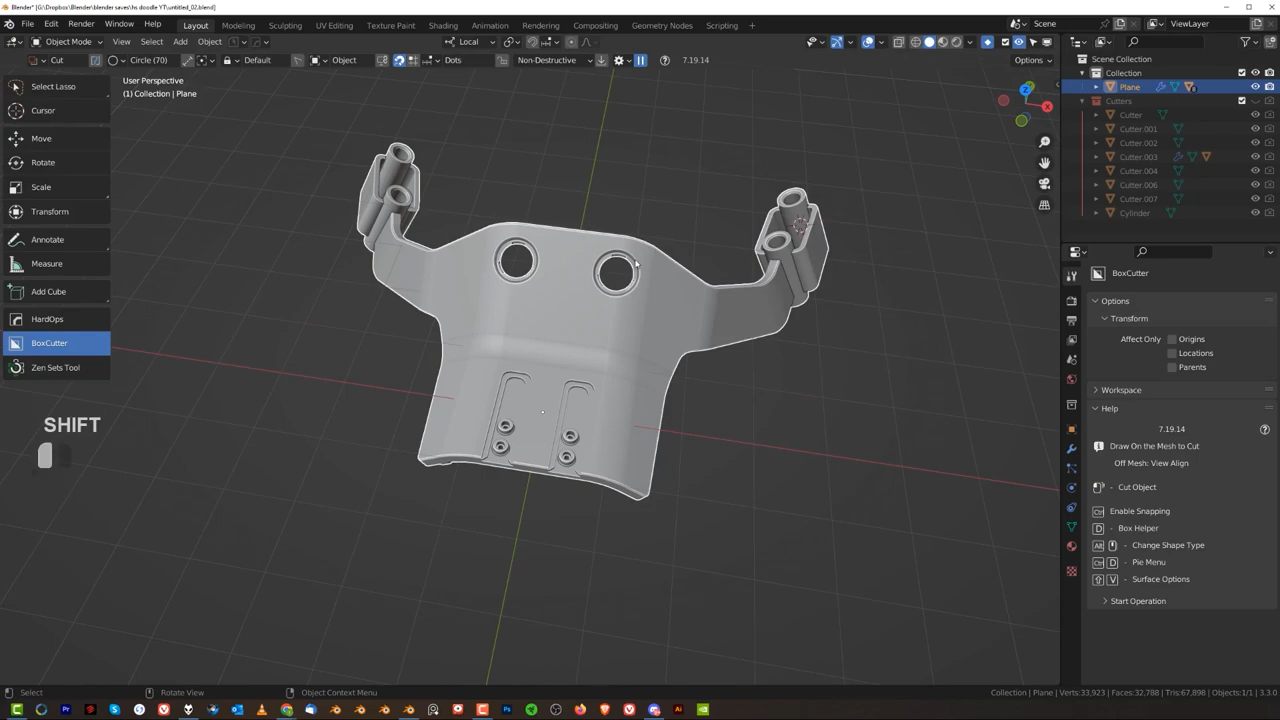 Blender* [G:\Dropbox\Blender\blender saves\hs doodle YT\untitled_02.blend]
File Edit Render Window Help Layout Modeling Sculpting UV Editing Texture Paint Shading Animation Rendering Compositing Geometry Nodes Scripting + Scene ViewLayer
Object Mode View Select Add Object Local
Cut Circle (70) Default Object Dots Non-Destructive 7.19.14 Options
User Perspective
(1) Collection | Plane
Select Lasso
Cursor
Move
Rotate
Scale
Transform
Annotate
Measure
Add Cube
HardOps
BoxCutter
Zen Sets Tool
SHIFT
Z
X
Scene Collection
Collection
Plane
Cutters
Cutter
Cutter.001
Cutter.002
Cutter.003
Cutter.004
Cutter.006
Cutter.007
Cylinder
BoxCutter
Options
Transform
Affect Only Origins
Locations
Parents
Workspace
Help
7.19.14
Draw On the Mesh to Cut
Off Mesh: View Align
- Cut Object
Ctrl Enable Snapping
D - Box Helper
Alt - Change Shape Type
Ctrl D - Pie Menu
V - Surface Options
Start Operation
Select Rotate View Object Context Menu Collection | Plane | Verts:33,923 | Faces:32,788 | Tris:67,898 | Objects:1/1 | 3.3.0